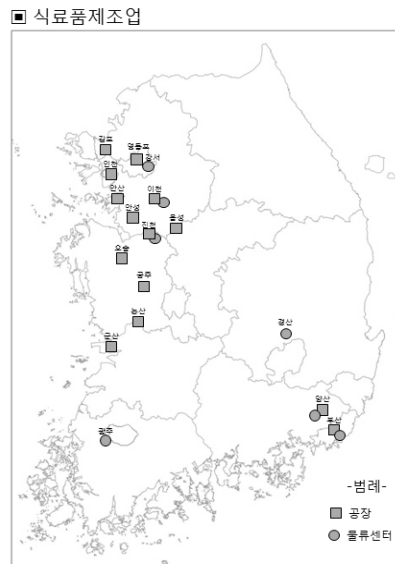 ▣ 식료품제조업
김포
영등포
강서
인천
안산
이천
안성
음성
진천
오송
공주
논산
군산
경산
양산
부산
광주
-범례-
공장
물류센터